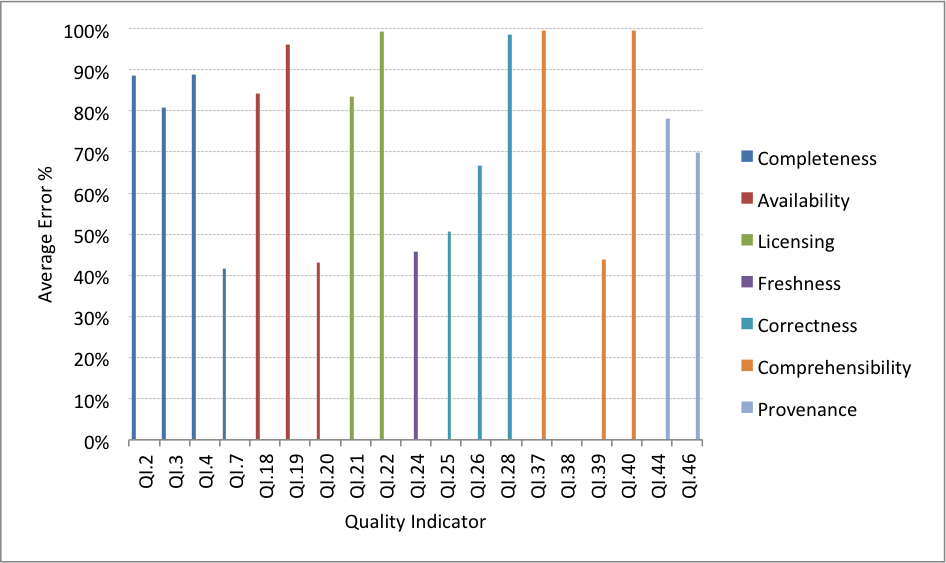 100%
90%
80%
70%
60%
50%
40%
30%
20%
10%
0%
Average Error %
QI.2
QI.3
QI.4
QI.7
QI.18
QI.19
QI.20
QI.21
QI.22
QI.24
QI.25
QI.26
QI.28
QI.37
QI.38
QI.39
QI.40
QI.44
QI.46
Quality Indicator
Completeness
Availability
Licensing
Freshness
Correctness
Comprehensibility
Provenance